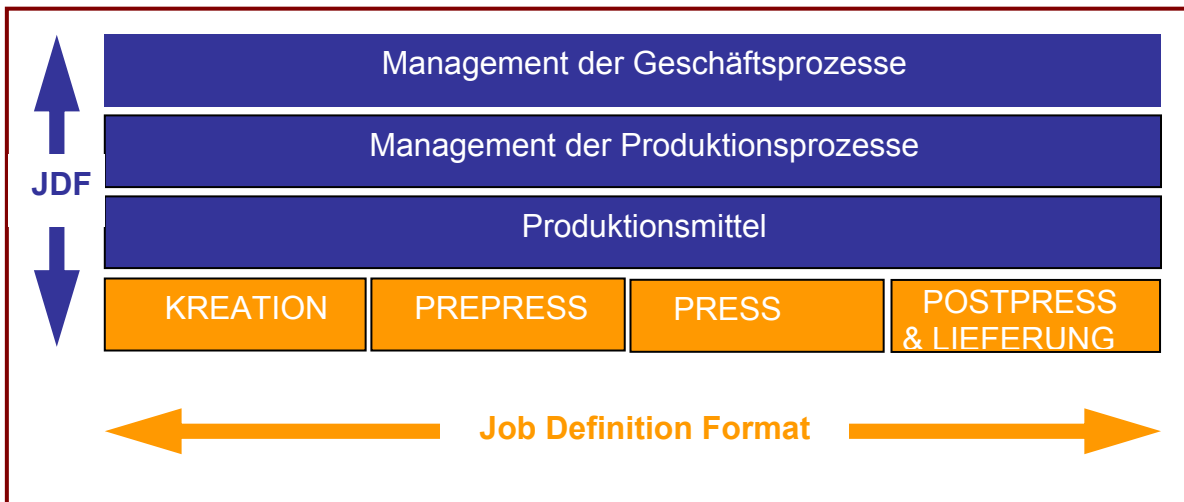 Management der Geschäftsprozesse
Management der Produktionsprozesse
JDF
Produktionsmittel
KREATION
PREPRESS
PRESS
POSTPRESS
& LIEFERUNG
Job Definition Format